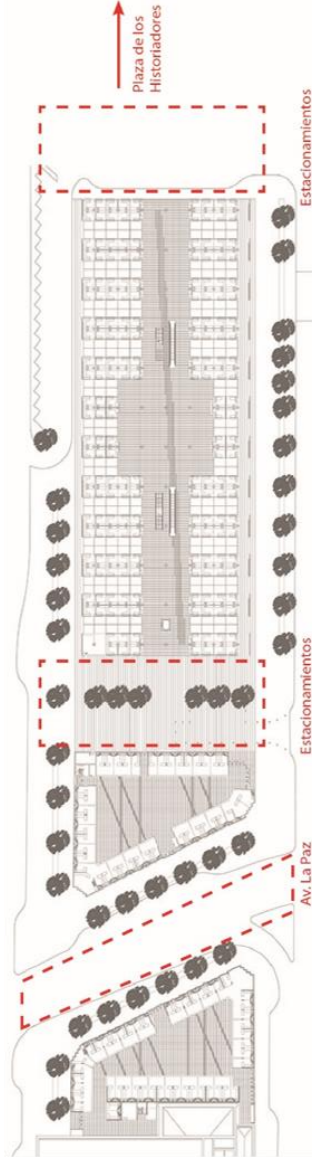 Plaza de los
Historiadores
Estacionamientos
Estacionamientos
Av. La Paz